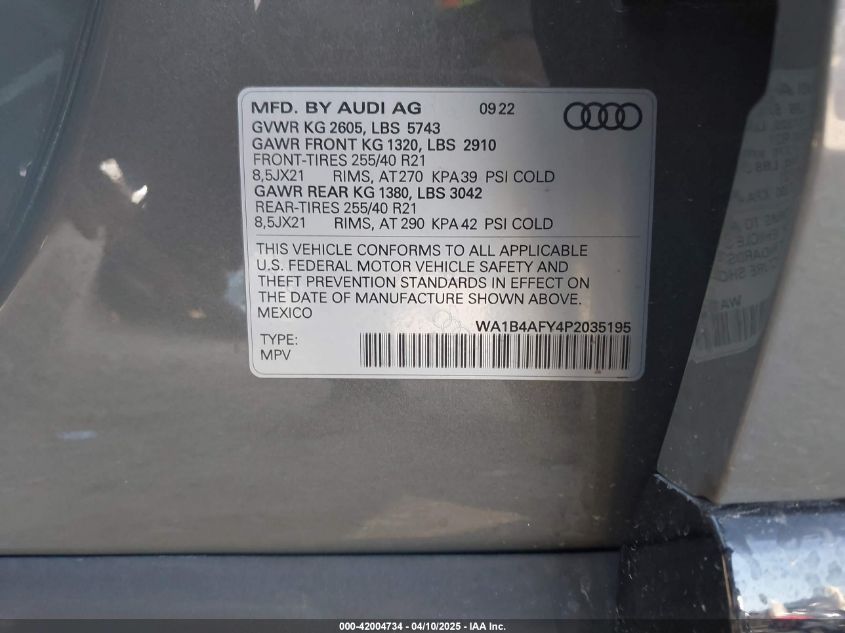 MFD. BY AUDI AG 09 22
GVWR KG 2605, LBS 5743
GAWR FRONT KG 1320, LBS 2910
FRONT-TIRES 255/40 R21
8,5JX21 RIMS, AT 270 KPA 39 PSI COLD
GAWR REAR KG 1380, LBS 3042
REAR-TIRES 255/40 R21
8,5JX21 RIMS, AT 290 KPA 42 PSI COLD
THIS VEHICLE CONFORMS TO ALL APPLICABLE
U.S. FEDERAL MOTOR VEHICLE SAFETY AND
THEFT PREVENTION STANDARDS IN EFFECT ON
THE DATE OF MANUFACTURE SHOWN ABOVE.
MEXICO
WA1B4AFY4P2035195
TYPE:
MPV
000-42004734 - 04/10/2025 - IAA Inc.